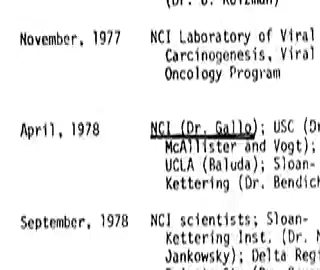 November, 1977 NCI Laboratory of Viral
Carcinogenesis, Viral
Oncology Program
April, 1978 NCI (Dr. Gallo); USC (Dr
McAllister and Vogt);
UCLA (Baluda); Sloan-
Kettering (Dr. Bendich
September, 1978 NCI scientists; Sloan-
Kettering Inst. (Dr.
Jankowsky); Delta Regi